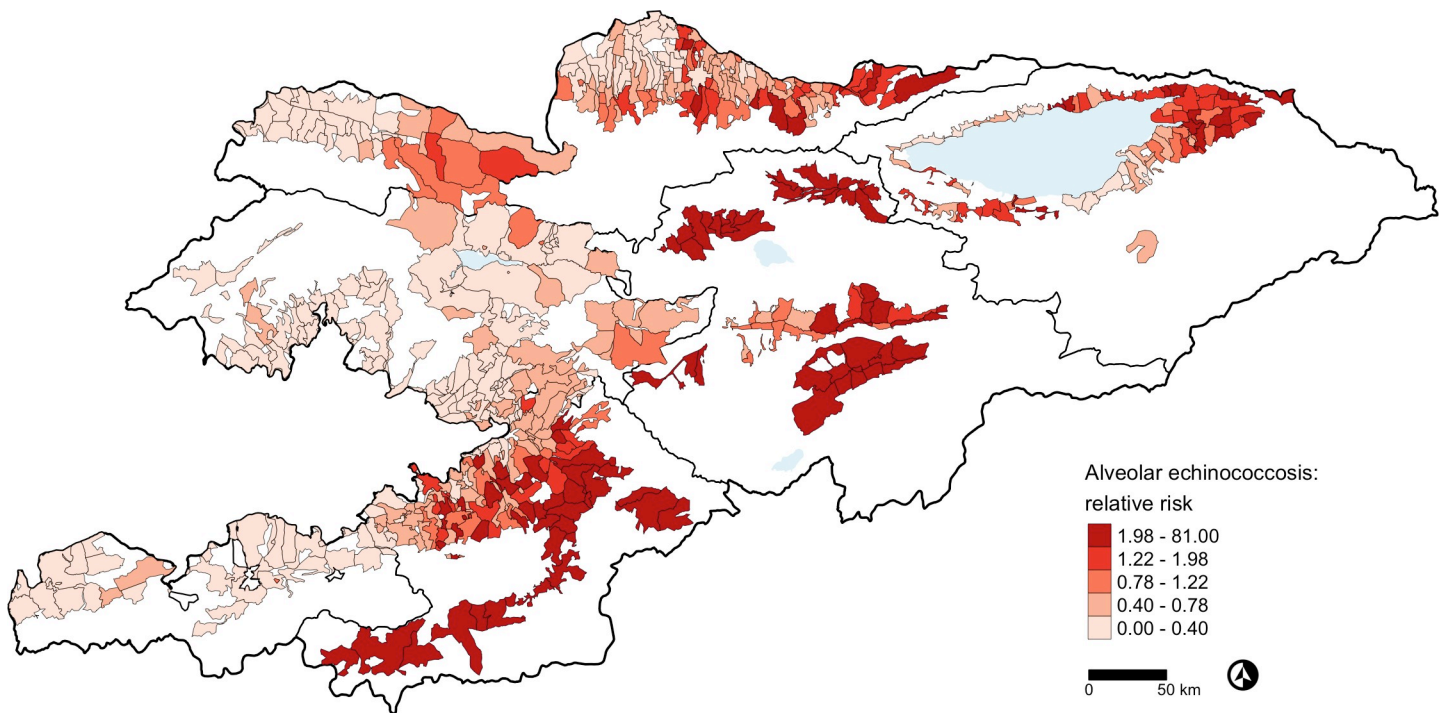 Alveolar echinococcosis:
relative risk
1.98 - 81.00
1.22 - 1.98
0.78 - 1.22
0.40 - 0.78
0.00 - 0.40
0 50 km